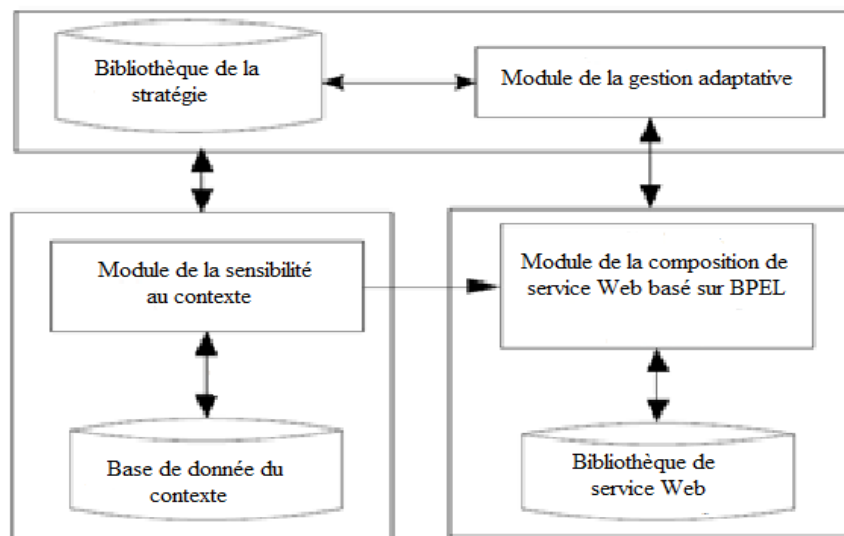 Bibliothèque de la
stratégie
Module de la gestion adaptative
Module de la sensibilité
au contexte
Module de la composition de
service Web basé sur BPEL
Base de donnée du
contexte
Bibliothèque de
service Web